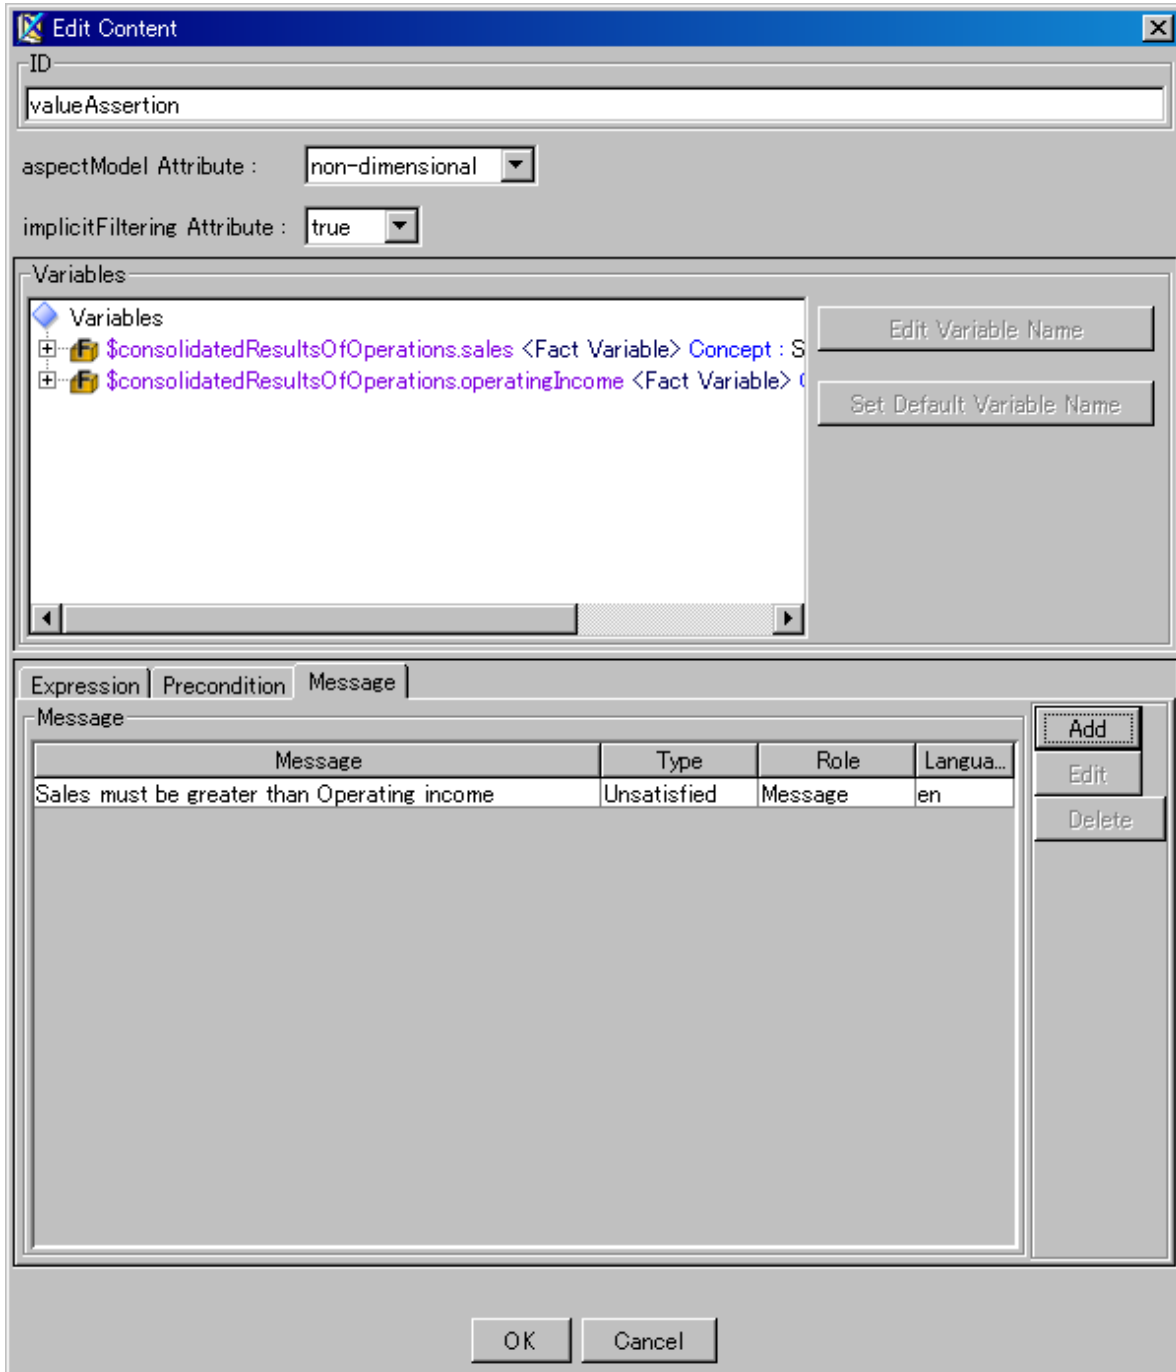 Edit Content
ID
valueAssertion
aspectModel Attribute : non-dimensional
implicitFiltering Attribute : true
Variables
Variables
$consolidatedResultsOfOperations.sales <Fact Variable> Concept : S
$consolidatedResultsOfOperations.operatingIncome <Fact Variable>
Edit Variable Name
Set Default Variable Name
Expression Precondition Message
Message
Message Type Role Langua...
Sales must be greater than Operating income Unsatisfied Message en
Add
Edit
Delete
OK Cancel